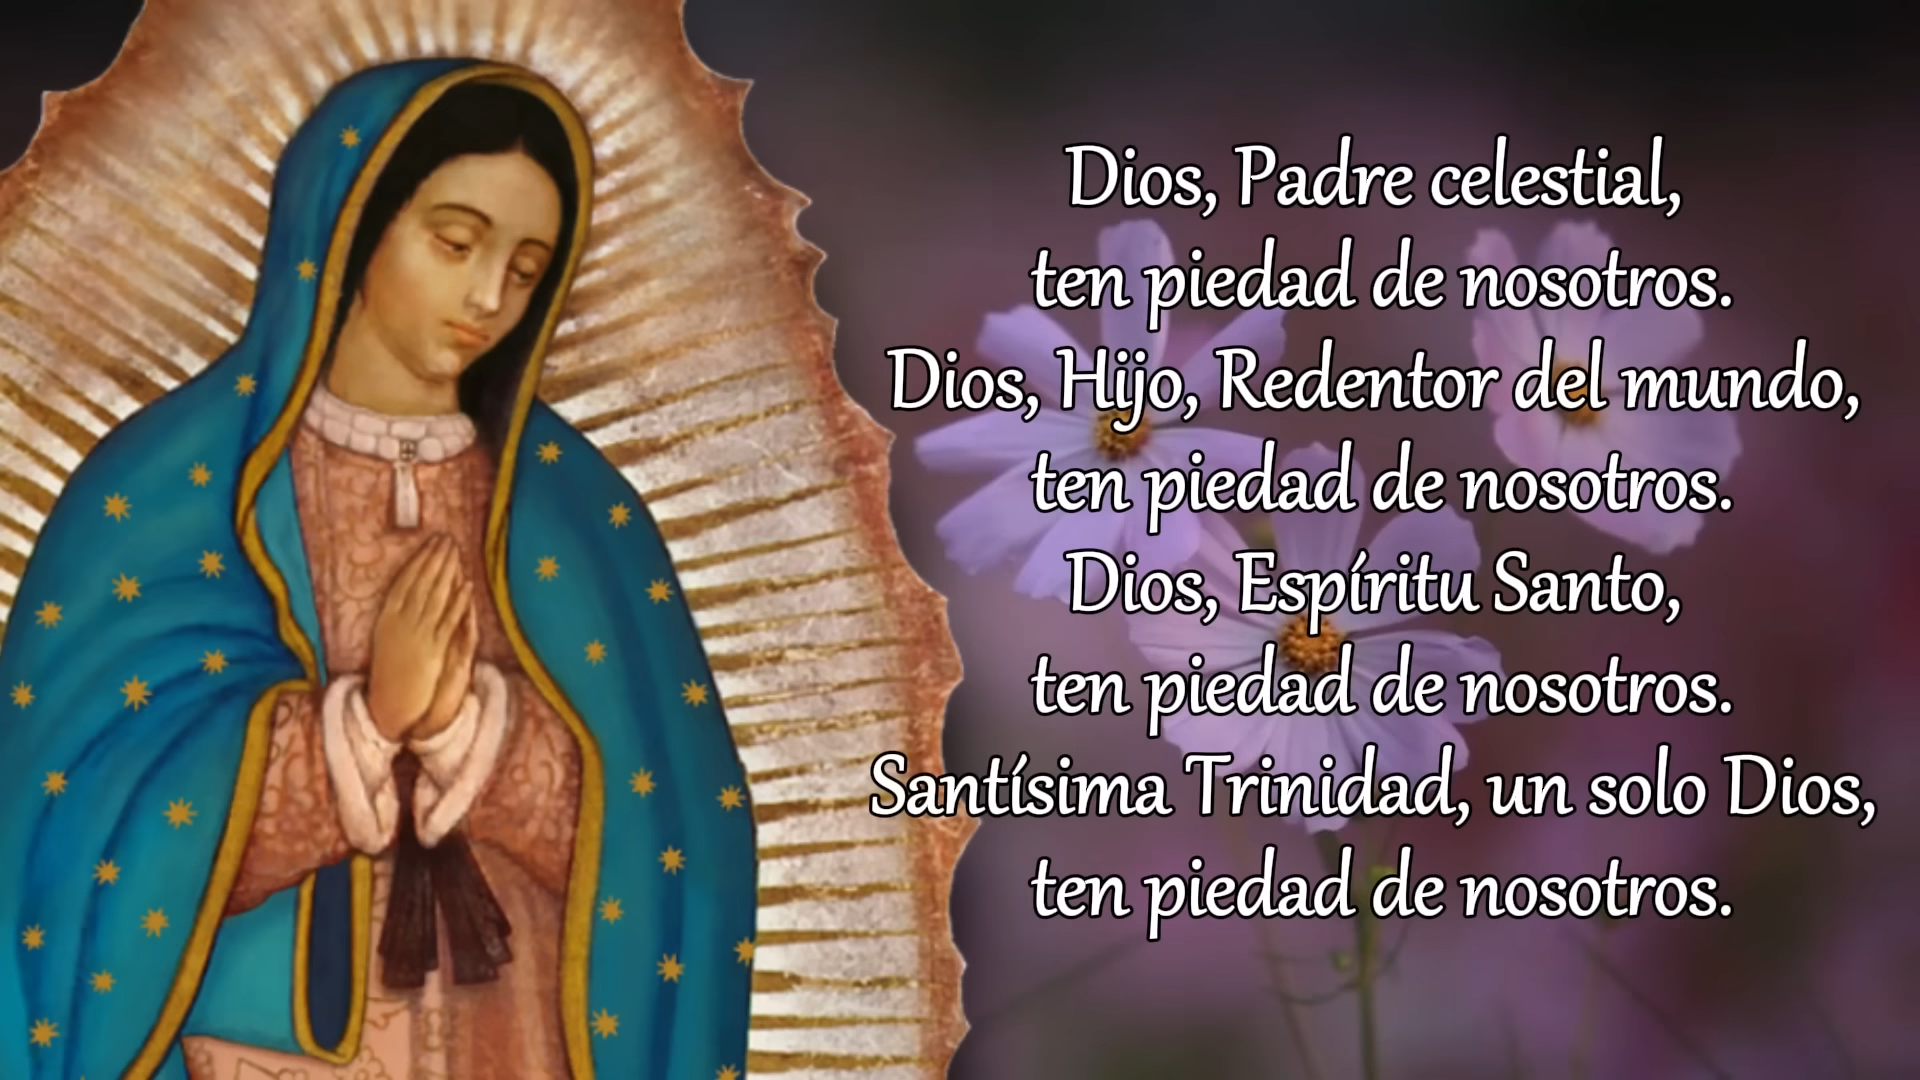 Dios, Padre celestial,
ten piedad de nosotros.
Dios, Hijo, Redentor del mundo,
ten piedad de nosotros.
Dios, Espíritu Santo,
ten piedad de nosotros.
Santísima Trinidad, un solo Dios,
ten piedad de nosotros.